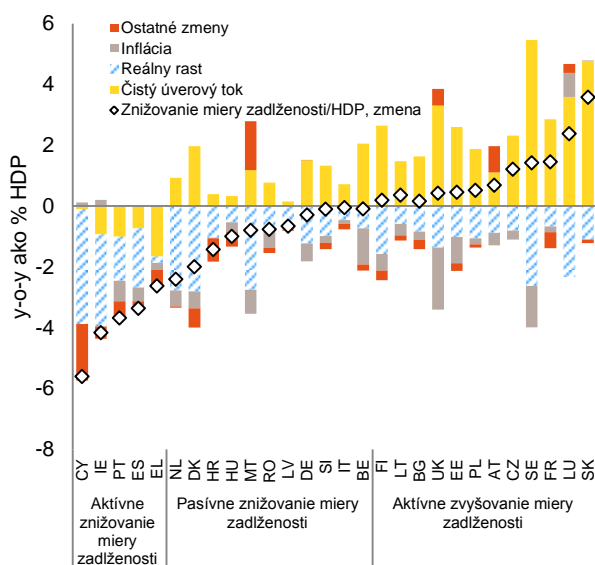 Ostatné zmeny
Inflácia
Reálny rast
Čistý úverový tok
Znižovanie miery zadlženosti/HDP, zmena
y-o-y ako % HDP
6
4
2
0
-2
-4
-6
-8
CY IE PT ES EL NL DK HR HU MT RO LV DE SI IT BE FI LT BG UK EE PL AT CZ SE FR LU SK
Aktívne
znižovanie
miery
zadlženosti
Pasívne znižovanie miery
zadlženosti
Aktívne zvyšovanie miery
zadlženosti